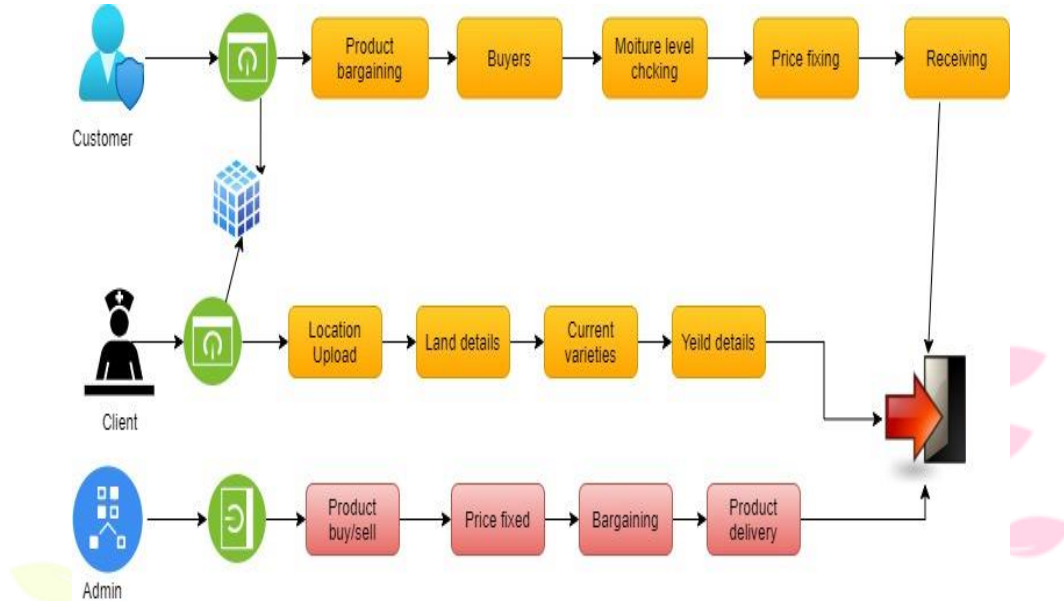 Product
bargaining
Buyers
Moiture level
chcking
Price fixing
Receiving
Customer
Location
Upload
Land details
Current
varieties
Yeild details
Client
Product
buy/sell
Price fixed
Bargaining
Product
delivery
Admin